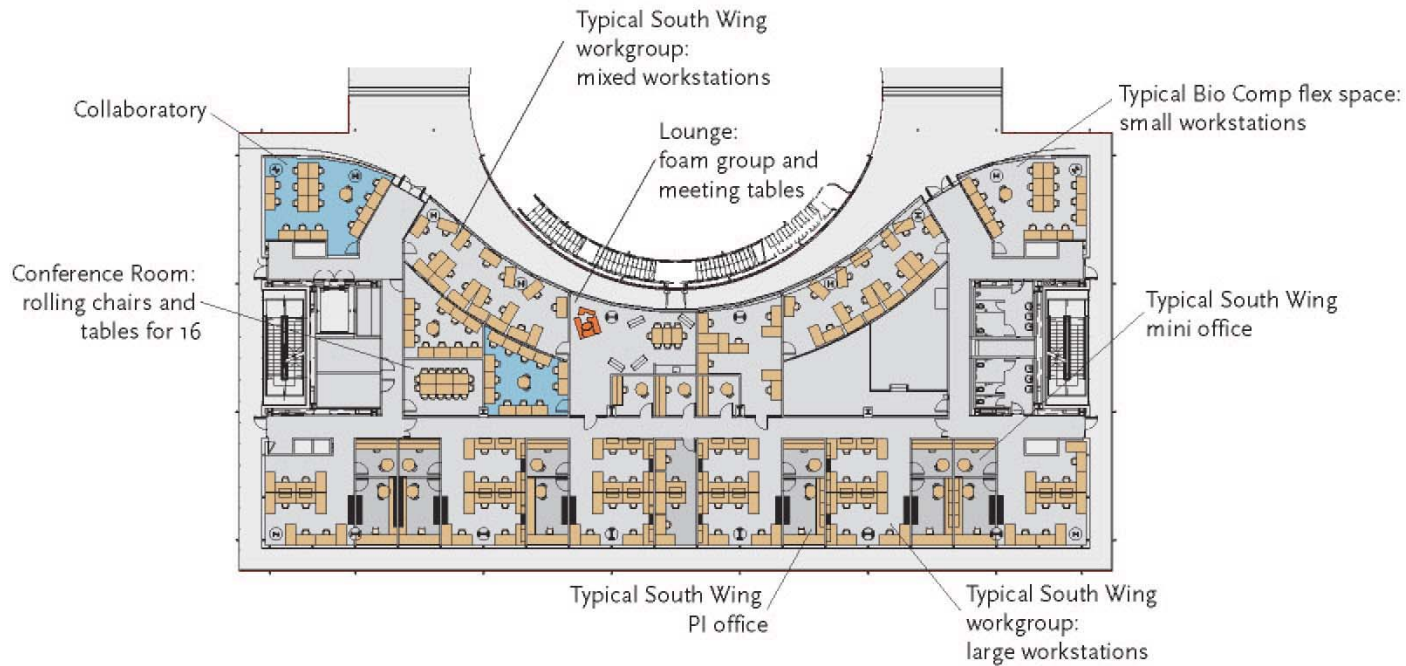 Typical South Wing
workgroup:
mixed workstations
Collaboratory
Lounge:
foam group and
meeting tables
Typical Bio Comp flex space:
small workstations
Conference Room:
rolling chairs and
tables for 16
Typical South Wing
mini office
Typical South Wing
PI office
Typical South Wing
workgroup:
large workstations